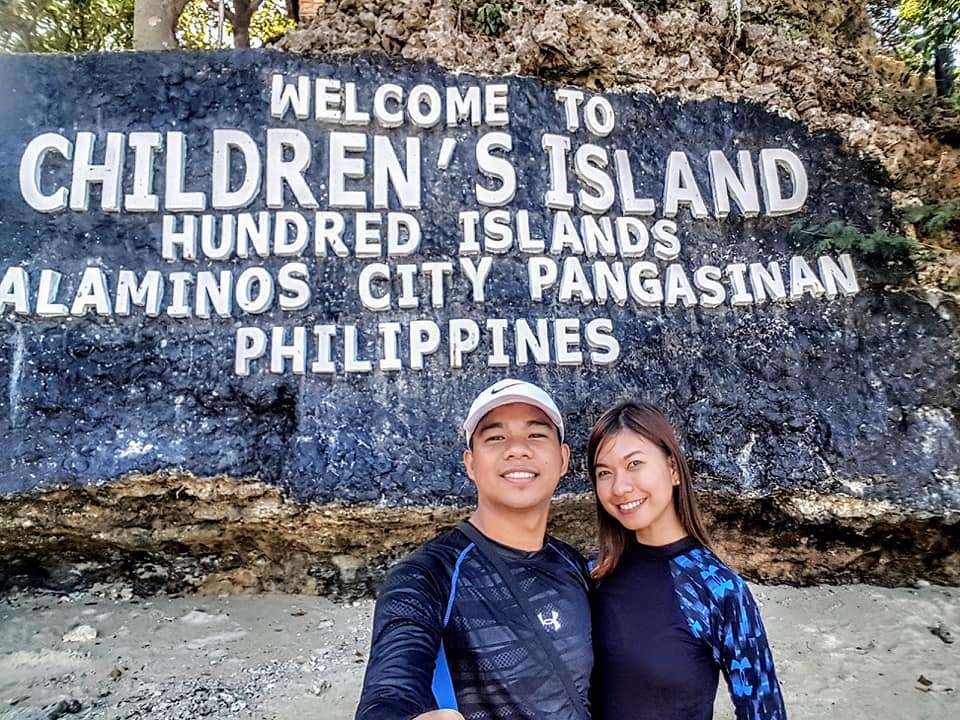 WELCOME TO
CHILDREN'S ISLAND
HUNDRED ISLANDS
ALAMINOS CITY PANGASINAN
PHILIPPINES